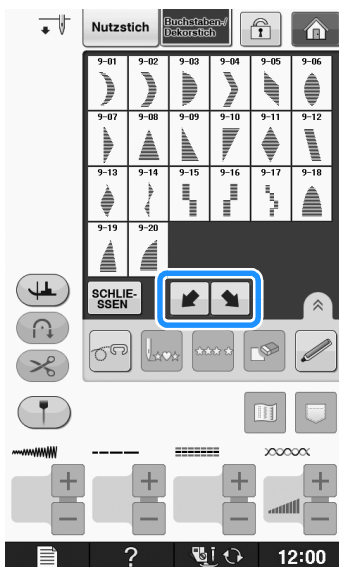 Nutzstich
Buchstaben-/
Dekorstich
9-01 9-02 9-03 9-04 9-05 9-06
9-07 9-08 9-09 9-10 9-11 9-12
9-13 9-14 9-15 9-16 9-17 9-18
9-19 9-20
SCHLIE-
SSEN
?
12:00